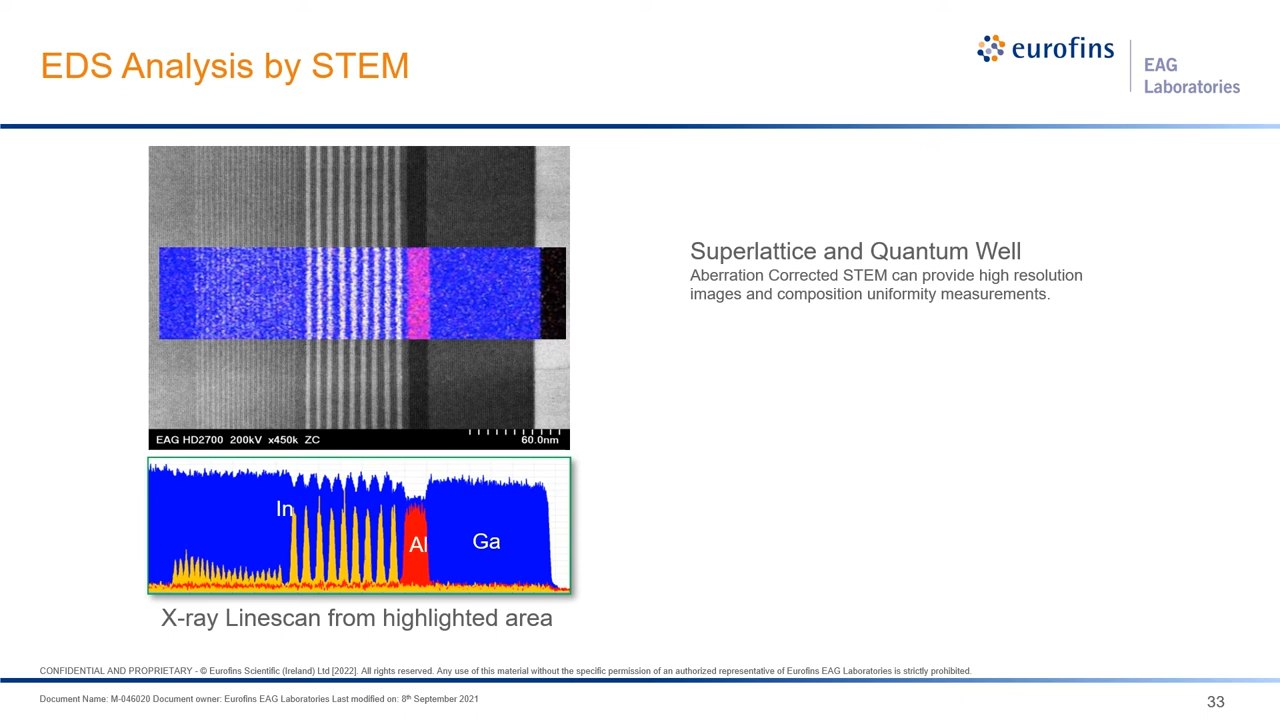 EDS Analysis by STEM
eurofins
EAG
Laboratories
Superlattice and Quantum Well
Aberration Corrected STEM can provide high resolution
images and composition uniformity measurements.
EAG HD2700 200kV x450k ZC
60.0nm
In
Al
Ga
X-ray Linescan from highlighted area
CONFIDENTIAL AND PROPRIETARY - © Eurofins Scientific (Ireland) Ltd [2022]. All rights reserved. Any use of this material without the specific permission of an authorized representative of Eurofins EAG Laboratories is strictly prohibited.
Document Name: M-046020 Document owner: Eurofins EAG Laboratories Last modified on: 8th September 2021
33